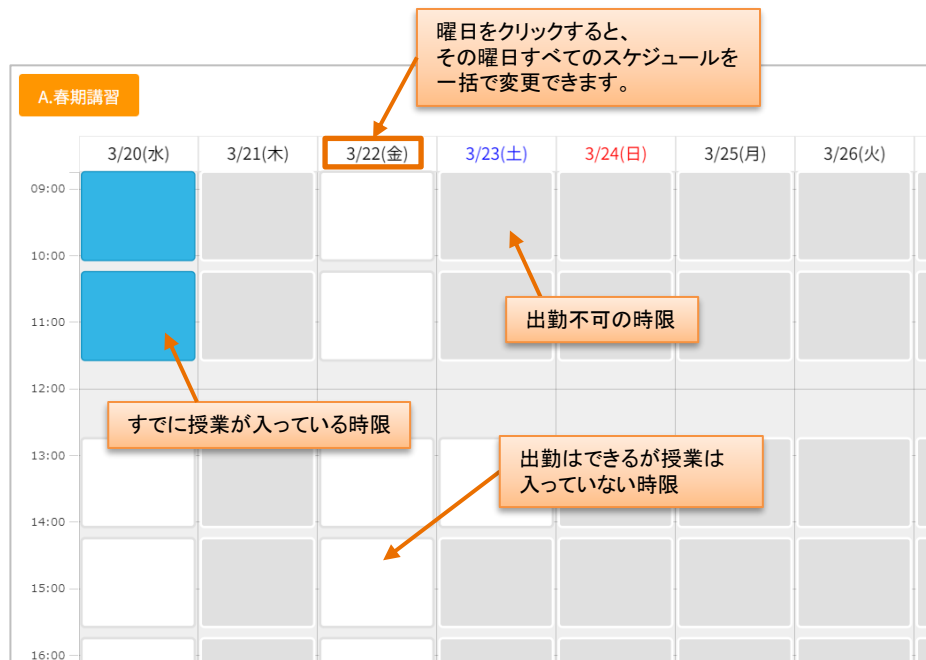 曜日をクリックすると、
その曜日すべてのスケジュールを
一括で変更できます。
A.春期講習
3/20(水) 3/21(木) 3/22(金) 3/23(土) 3/24(日) 3/25(月) 3/26(火)
09:00
10:00
11:00
出勤不可の時限
12:00
すでに授業が入っている時限
13:00
出勤はできるが授業は
入っていない時限
14:00
15:00
16:00